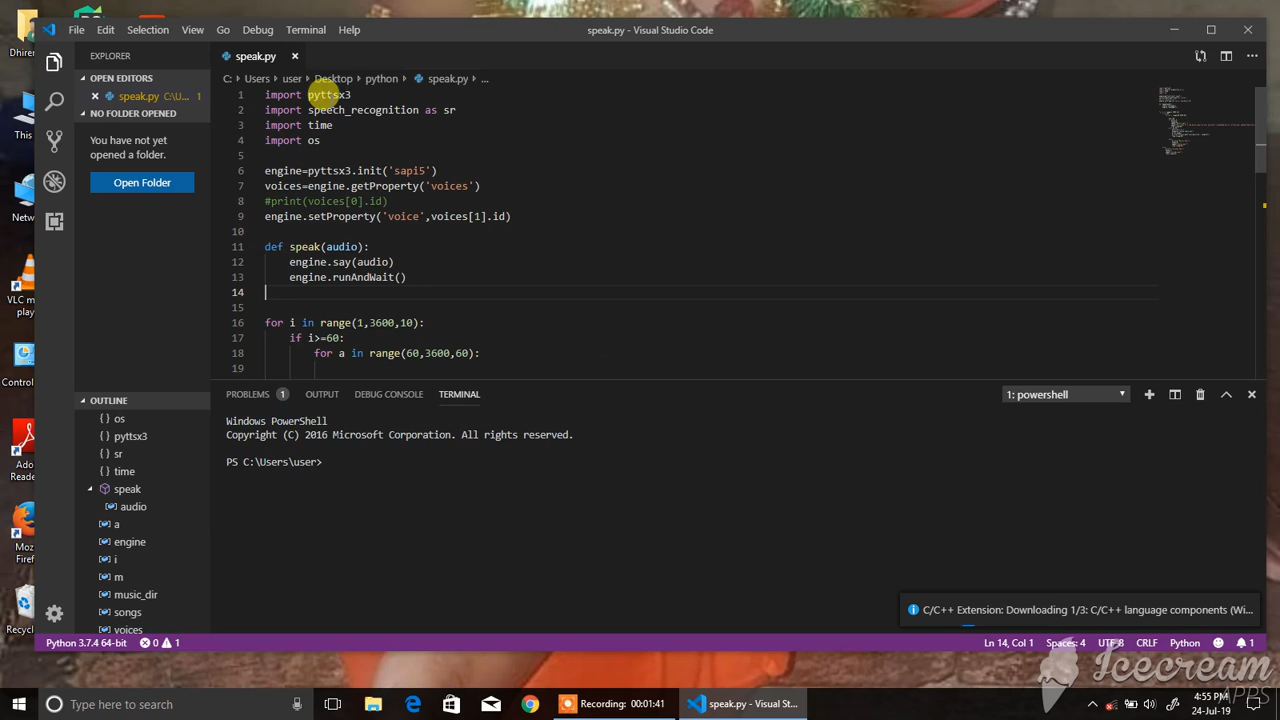 Dhiren
This
Netw
VLC m
play
Control
Ado
Reade
Mozi
Firef
Recyc
File Edit Selection View Go Debug Terminal Help
speak.py - Visual Studio Code
EXPLORER
OPEN EDITORS
speak.py C:\U... 1
NO FOLDER OPENED
You have not yet
opened a folder.
Open Folder
OUTLINE
os
pyttsx3
sr
time
speak
audio
a
engine
i
m
music_dir
songs
voices
speak.py
C: Users user Desktop python speak.py ...
1 import pyttsx3
2 import speech_recognition as sr
3 import time
4 import os
5
6 engine=pyttsx3.init('sapi5')
7 voices=engine.getProperty('voices')
8 #print(voices[0].id)
9 engine.setProperty('voice',voices[1].id)
10
11 def speak(audio):
12 engine.say(audio)
13 engine.runAndWait()
14
15
16 for i in range(1,3600,10):
17 if i>=60:
18 for a in range(60,3600,60):
19
PROBLEMS 1 OUTPUT DEBUG CONSOLE TERMINAL
1: powershell
Windows PowerShell
Copyright (C) 2016 Microsoft Corporation. All rights reserved.
PS C:\Users\user>
C/C++ Extension: Downloading 1/3: C/C++ language components (Wi...
Python 3.7.4 64-bit 0 1
Ln 14, Col 1 Spaces: 4 UTF-8 CRLF Python 1
Icecream
APPS
Type here to search
Recording: 00:01:41
speak.py - Visual St...
4:55 PM
24-Jul-19